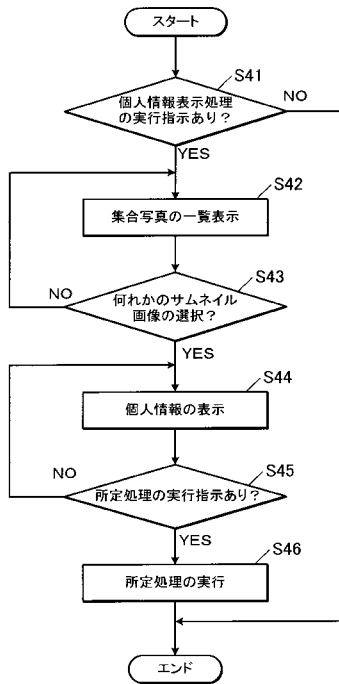 スタート
S41
個人情報表示処理
の実行指示あり？
NO
YES
S42
集合写真の一覧表示
S43
何れかのサムネイル
画像の選択？
NO
YES
S44
個人情報の表示
S45
所定処理の実行指示あり？
NO
YES
S46
所定処理の実行
エンド